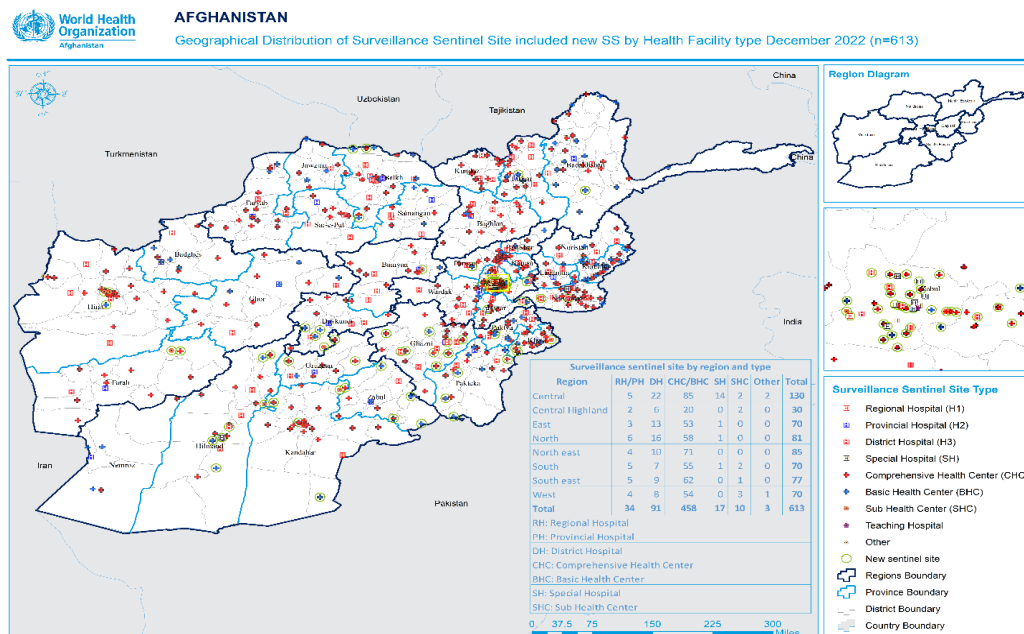 World Health
Organization
Afghanistan
AFGHANISTAN
Geographical Distribution of Surveillance Sentinel Site included new SS by Health Facility type December 2022 (n=613)
China
Uzbokistan
Tajikistan
Turkmenistan
China
Jawzjan
Balkh
Faryab
Sar-e-Pul
Samangan
Baghlan
Badghis
Bamyan
Nuristan
Ghor
Wardak
Hirat
Ghazni
Paktya
Uruzgan
Paktika
Farah
Zabul
Hilmand
Kandahar
Nimroz
India
Iran
Pakistan
Surveillance sentinel site by region and type
Region RH/PH DH CHC/BHC SH SHC Other Total
Central 5 22 85 14 2 2 130
Central Highland 2 6 20 0 2 0 30
East 3 13 53 1 0 0 70
North 6 16 58 1 0 0 81
North east 4 10 71 0 0 0 85
South 5 7 55 1 2 0 70
South east 5 9 62 0 1 0 77
West 4 8 54 0 3 1 70
Total 34 91 458 17 10 3 613
RH: Regional Hospital
PH: Provincial Hospital
DH: District Hospital
CHC: Comprehensive Health Center
BHC: Basic Health Center
SH: Special Hospital
SHC: Sub Health Center
0 37.5 75 150 225 300
Miles
Region Diagram
Surveillance Sentinel Site Type
Regional Hospital (H1)
Provincial Hospital (H2)
District Hospital (H3)
Special Hospital (SH)
Comprehensive Health Center (CHC
Basic Health Center (BHC)
Sub Health Center (SHC)
Teaching Hospital
Other
New sentinel site
Regions Boundary
Province Boundary
District Boundary
Country Boundary